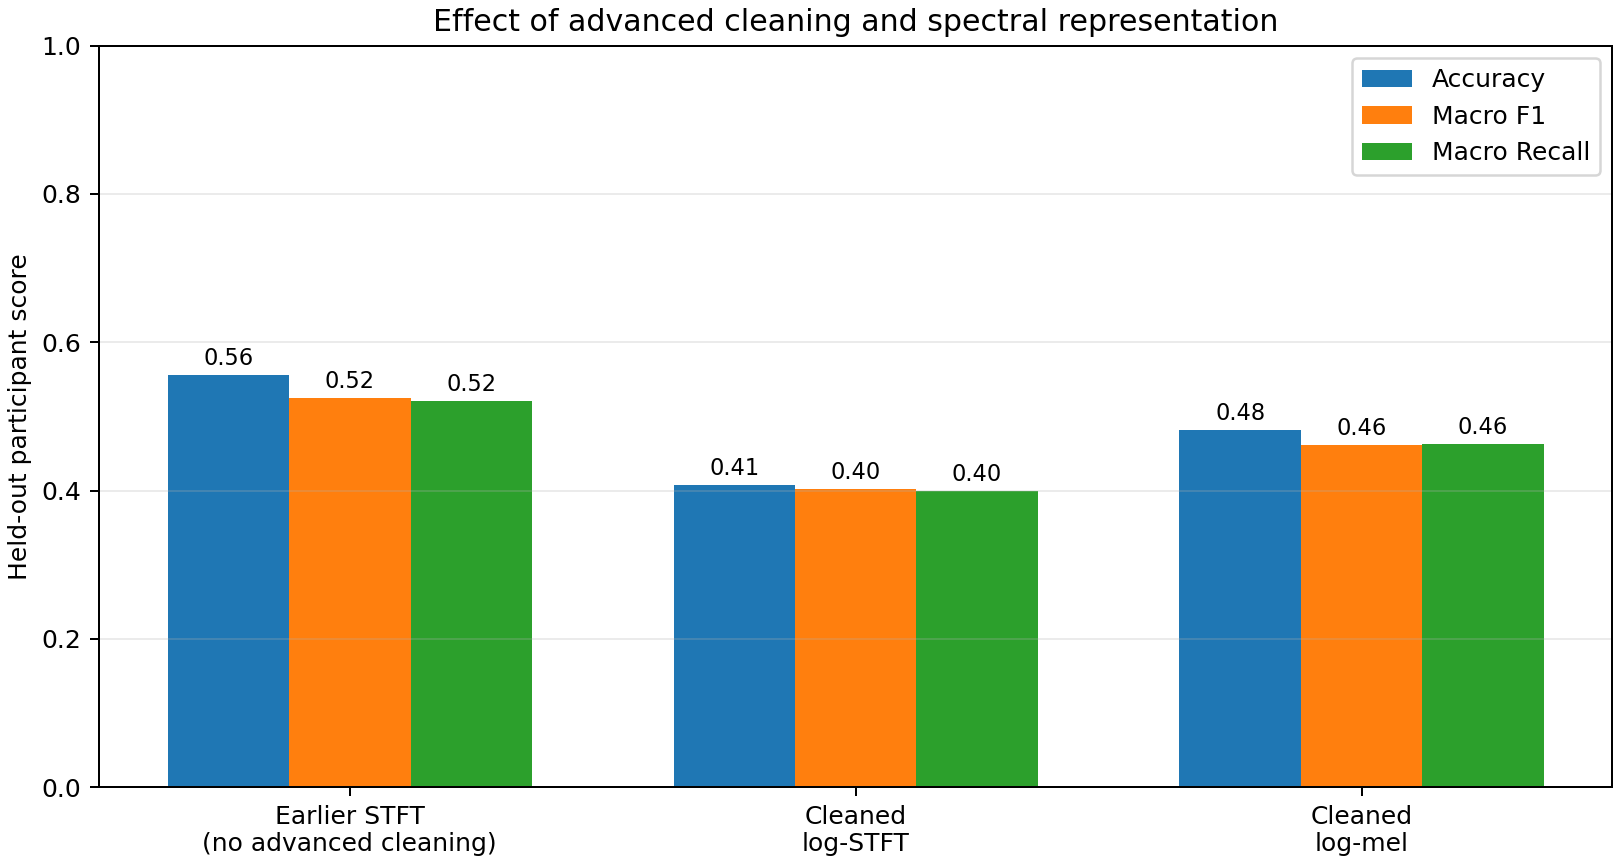 Effect of advanced cleaning and spectral representation
Held-out participant score
1.0
0.8
0.6
0.4
0.2
0.0
Accuracy
Macro F1
Macro Recall
0.56
0.52
0.52
0.41
0.40
0.40
0.48
0.46
0.46
Earlier STFT
(no advanced cleaning)
Cleaned
log-STFT
Cleaned
log-mel